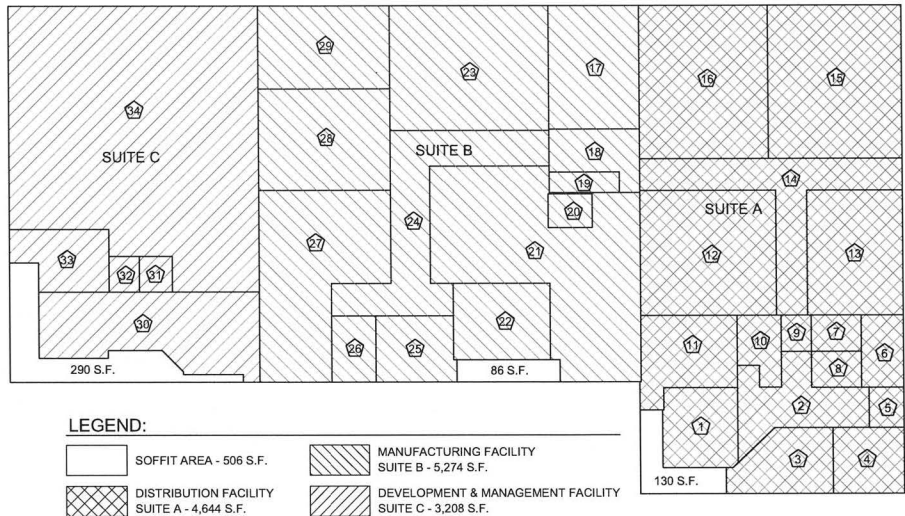 29
23
17
16
15
34
SUITE C
28
SUITE B
18
19
14
20
24
SUITE A
27
21
12
13
33
32
31
30
22
26
25
11
10
9
7
6
8
290 S.F.
86 S.F.
1
2
5
3
4
130 S.F.
LEGEND:
SOFFIT AREA - 506 S.F.
MANUFACTURING FACILITY
SUITE B - 5,274 S.F.
DISTRIBUTION FACILITY
SUITE A - 4,644 S.F.
DEVELOPMENT & MANAGEMENT FACILITY
SUITE C - 3,208 S.F.